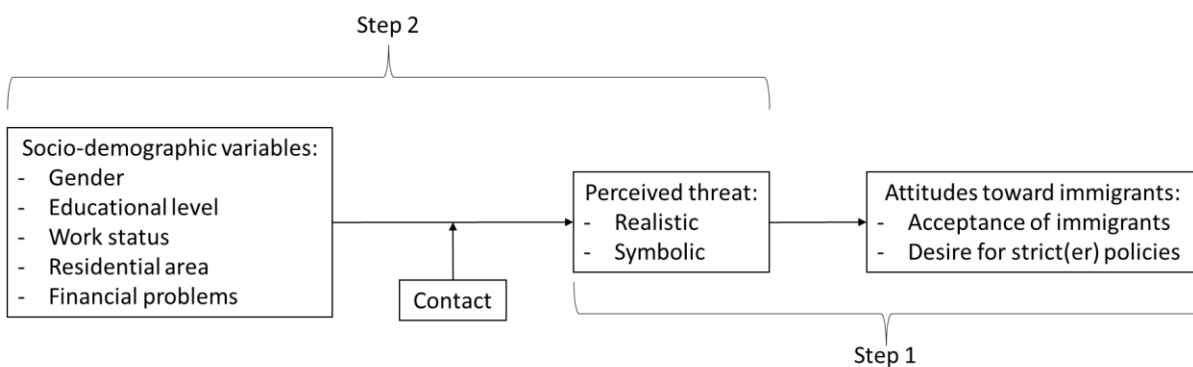 Step 2
Socio-demographic variables:
- Gender
- Educational level
- Work status
- Residential area
- Financial problems
Contact
Perceived threat:
- Realistic
- Symbolic
Attitudes toward immigrants:
- Acceptance of immigrants
- Desire for strict(er) policies
Step 1